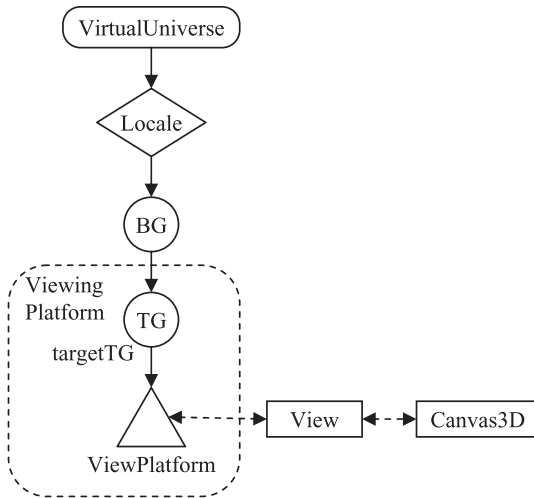 VirtualUniverse
Locale
BG
Viewing
Platform
TG
targetTG
View
Canvas3D
ViewPlatform